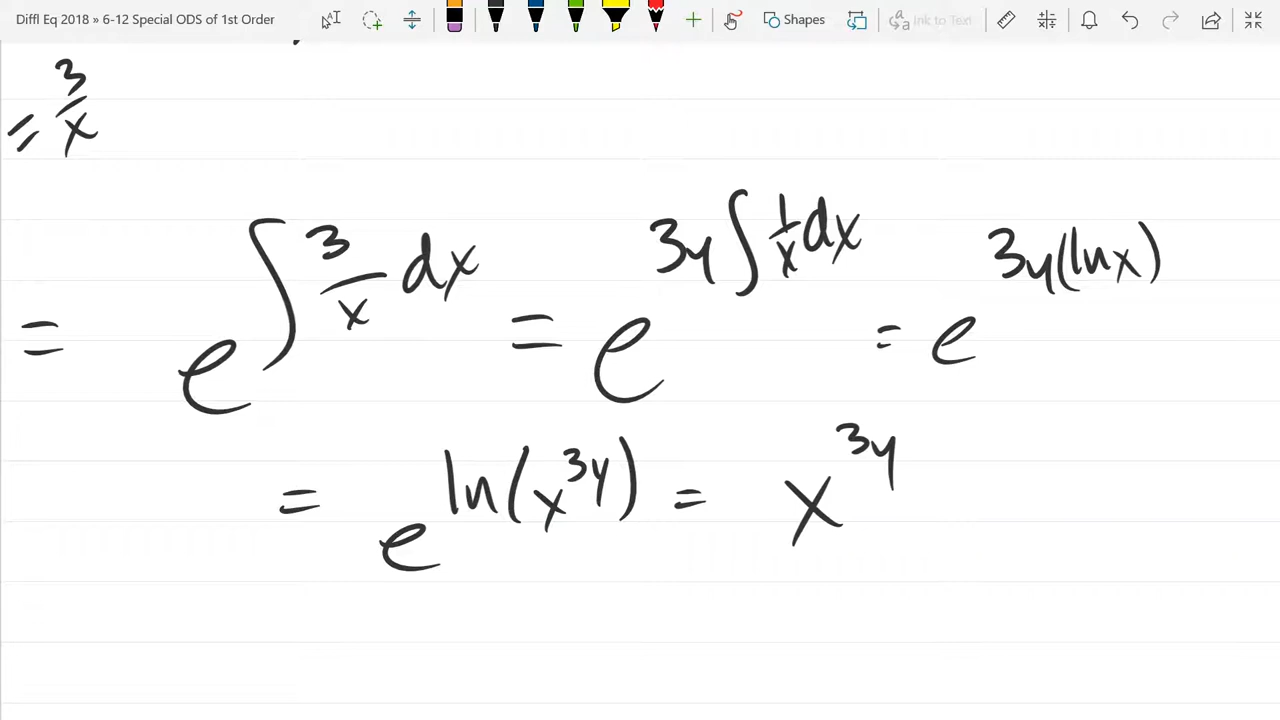 Diffl Eq 2018 » 6-12 Special ODS of 1st Order Shapes Ink to Text
= 3/x
= e^{∫ 3/x dx} = e^{3y ∫ 1/x dx} = e^{3y(ln x)}
= e^{ln(x^{3y})} = x^{3y}